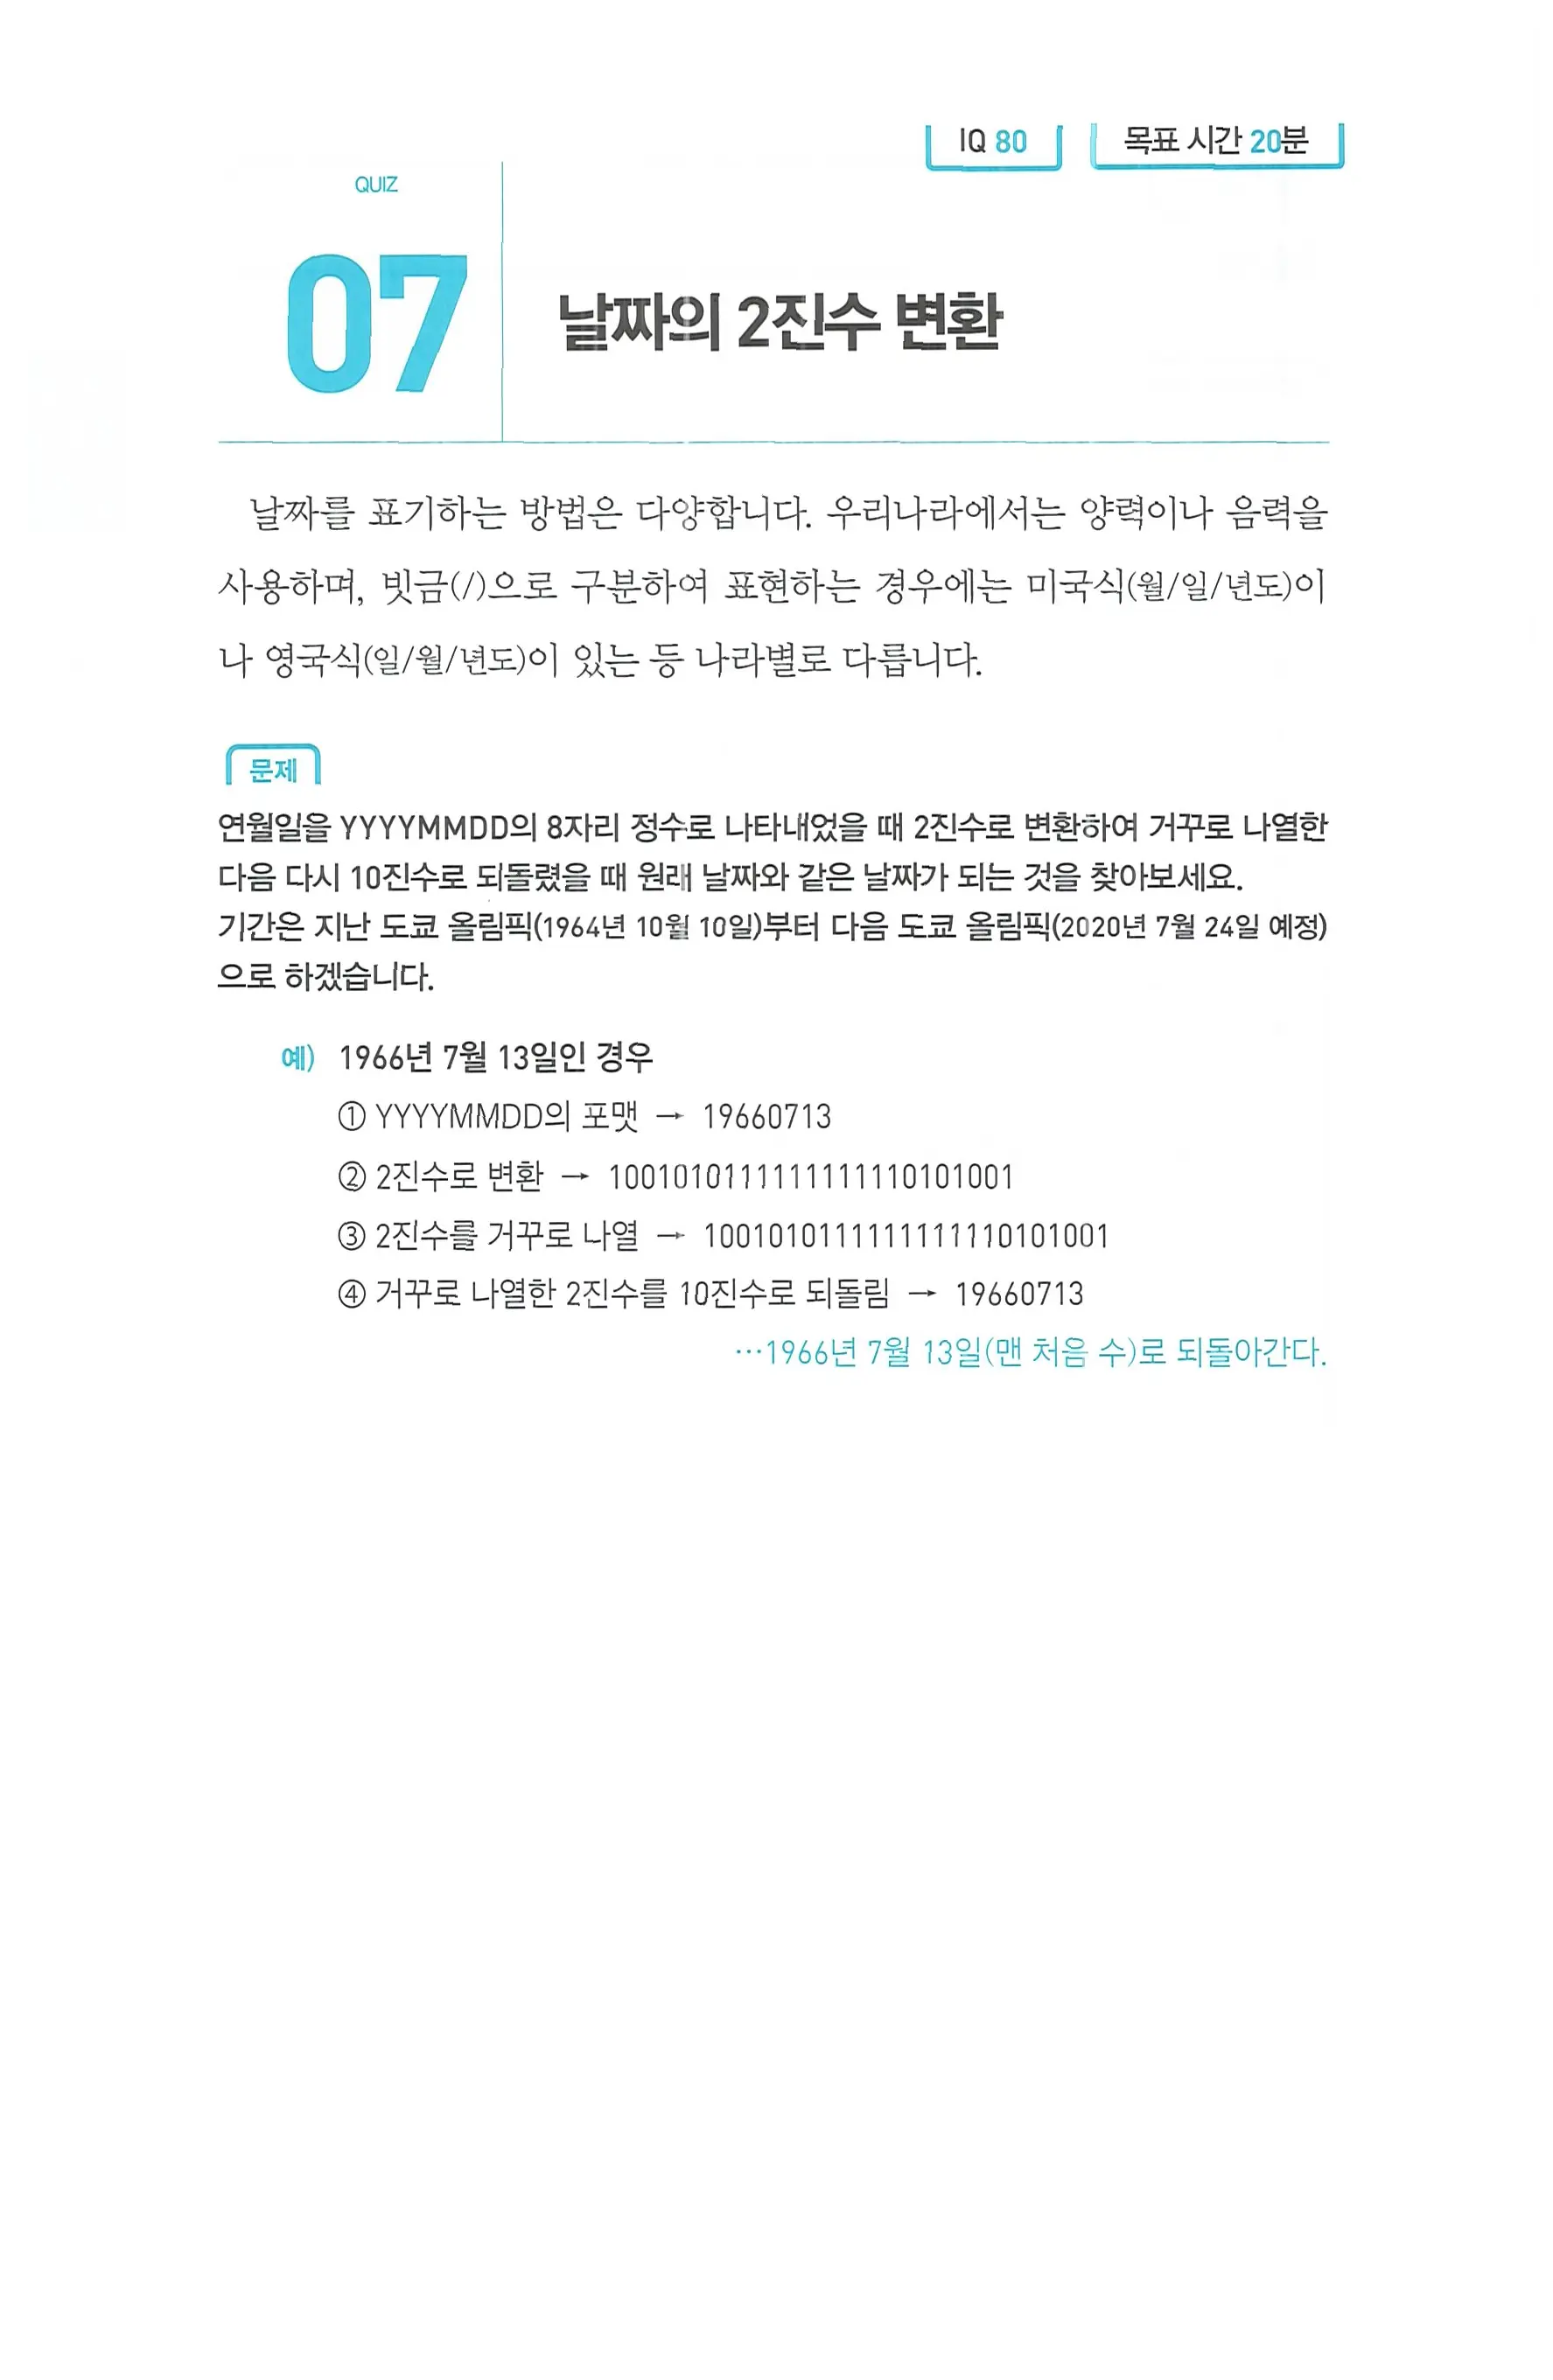 IQ 80
목표 시간 20분
QUIZ
07
날짜의 2진수 변환
날짜를 표기하는 방법은 다양합니다. 우리나라에서는 양력이나 음력을
사용하며, 빗금(/)으로 구분하여 표현하는 경우에는 미국식(월/일/년도)이
나 영국식(일/월/년도)이 있는 등 나라별로 다릅니다.
문제
연월일을 YYYYMMDD의 8자리 정수로 나타내었을 때 2진수로 변환하여 거꾸로 나열한
다음 다시 10진수로 되돌렸을 때 원래 날짜와 같은 날짜가 되는 것을 찾아보세요.
기간은 지난 도쿄 올림픽(1964년 10월 10일)부터 다음 도쿄 올림픽(2020년 7월 24일 예정)
으로 하겠습니다.
예) 1966년 7월 13일인 경우
① YYYYMMDD의 포맷 → 19660713
② 2진수로 변환 → 1001010111111111110101001
③ 2진수를 거꾸로 나열 → 1001010111111111110101001
④ 거꾸로 나열한 2진수를 10진수로 되돌림 → 19660713
…1966년 7월 13일(맨 처음 수)로 되돌아간다.